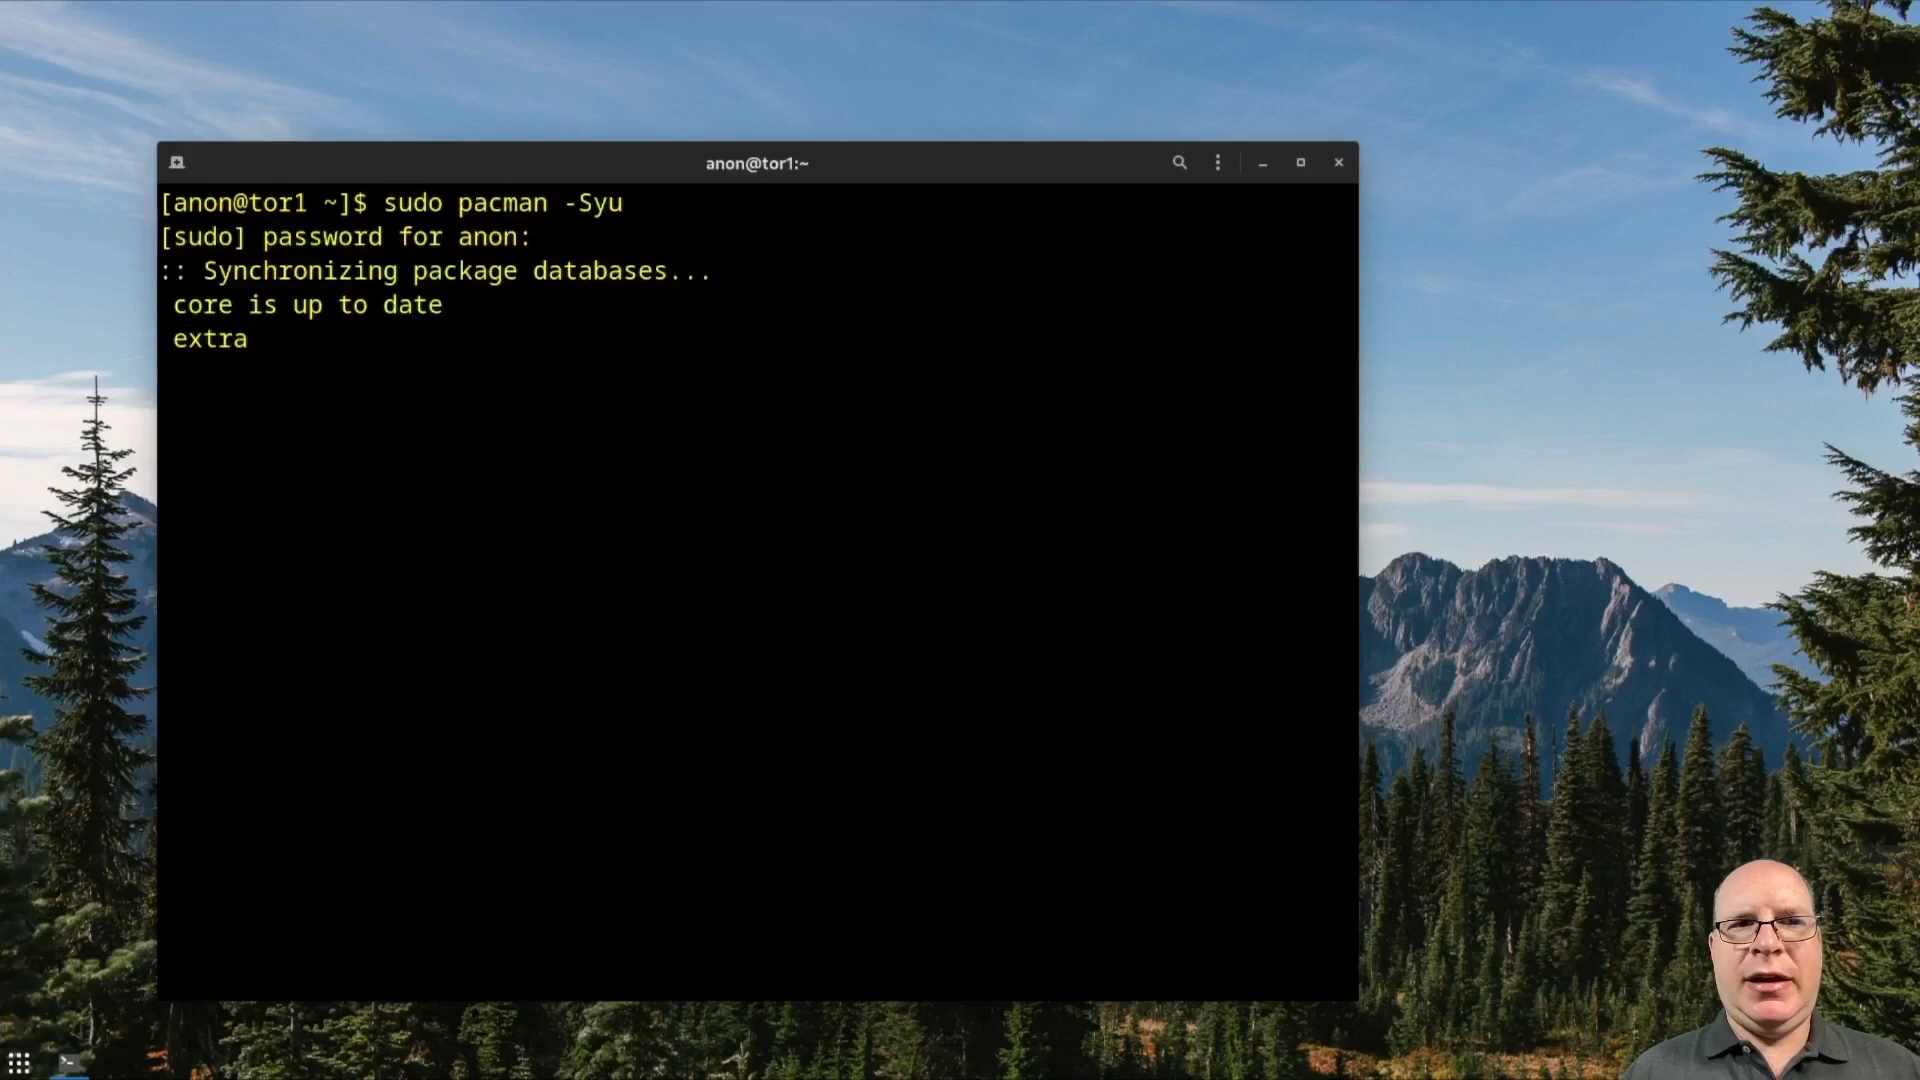 anon@tor1:~
[anon@tor1 ~]$ sudo pacman -Syu
[sudo] password for anon:
:: Synchronizing package databases...
core is up to date
extra